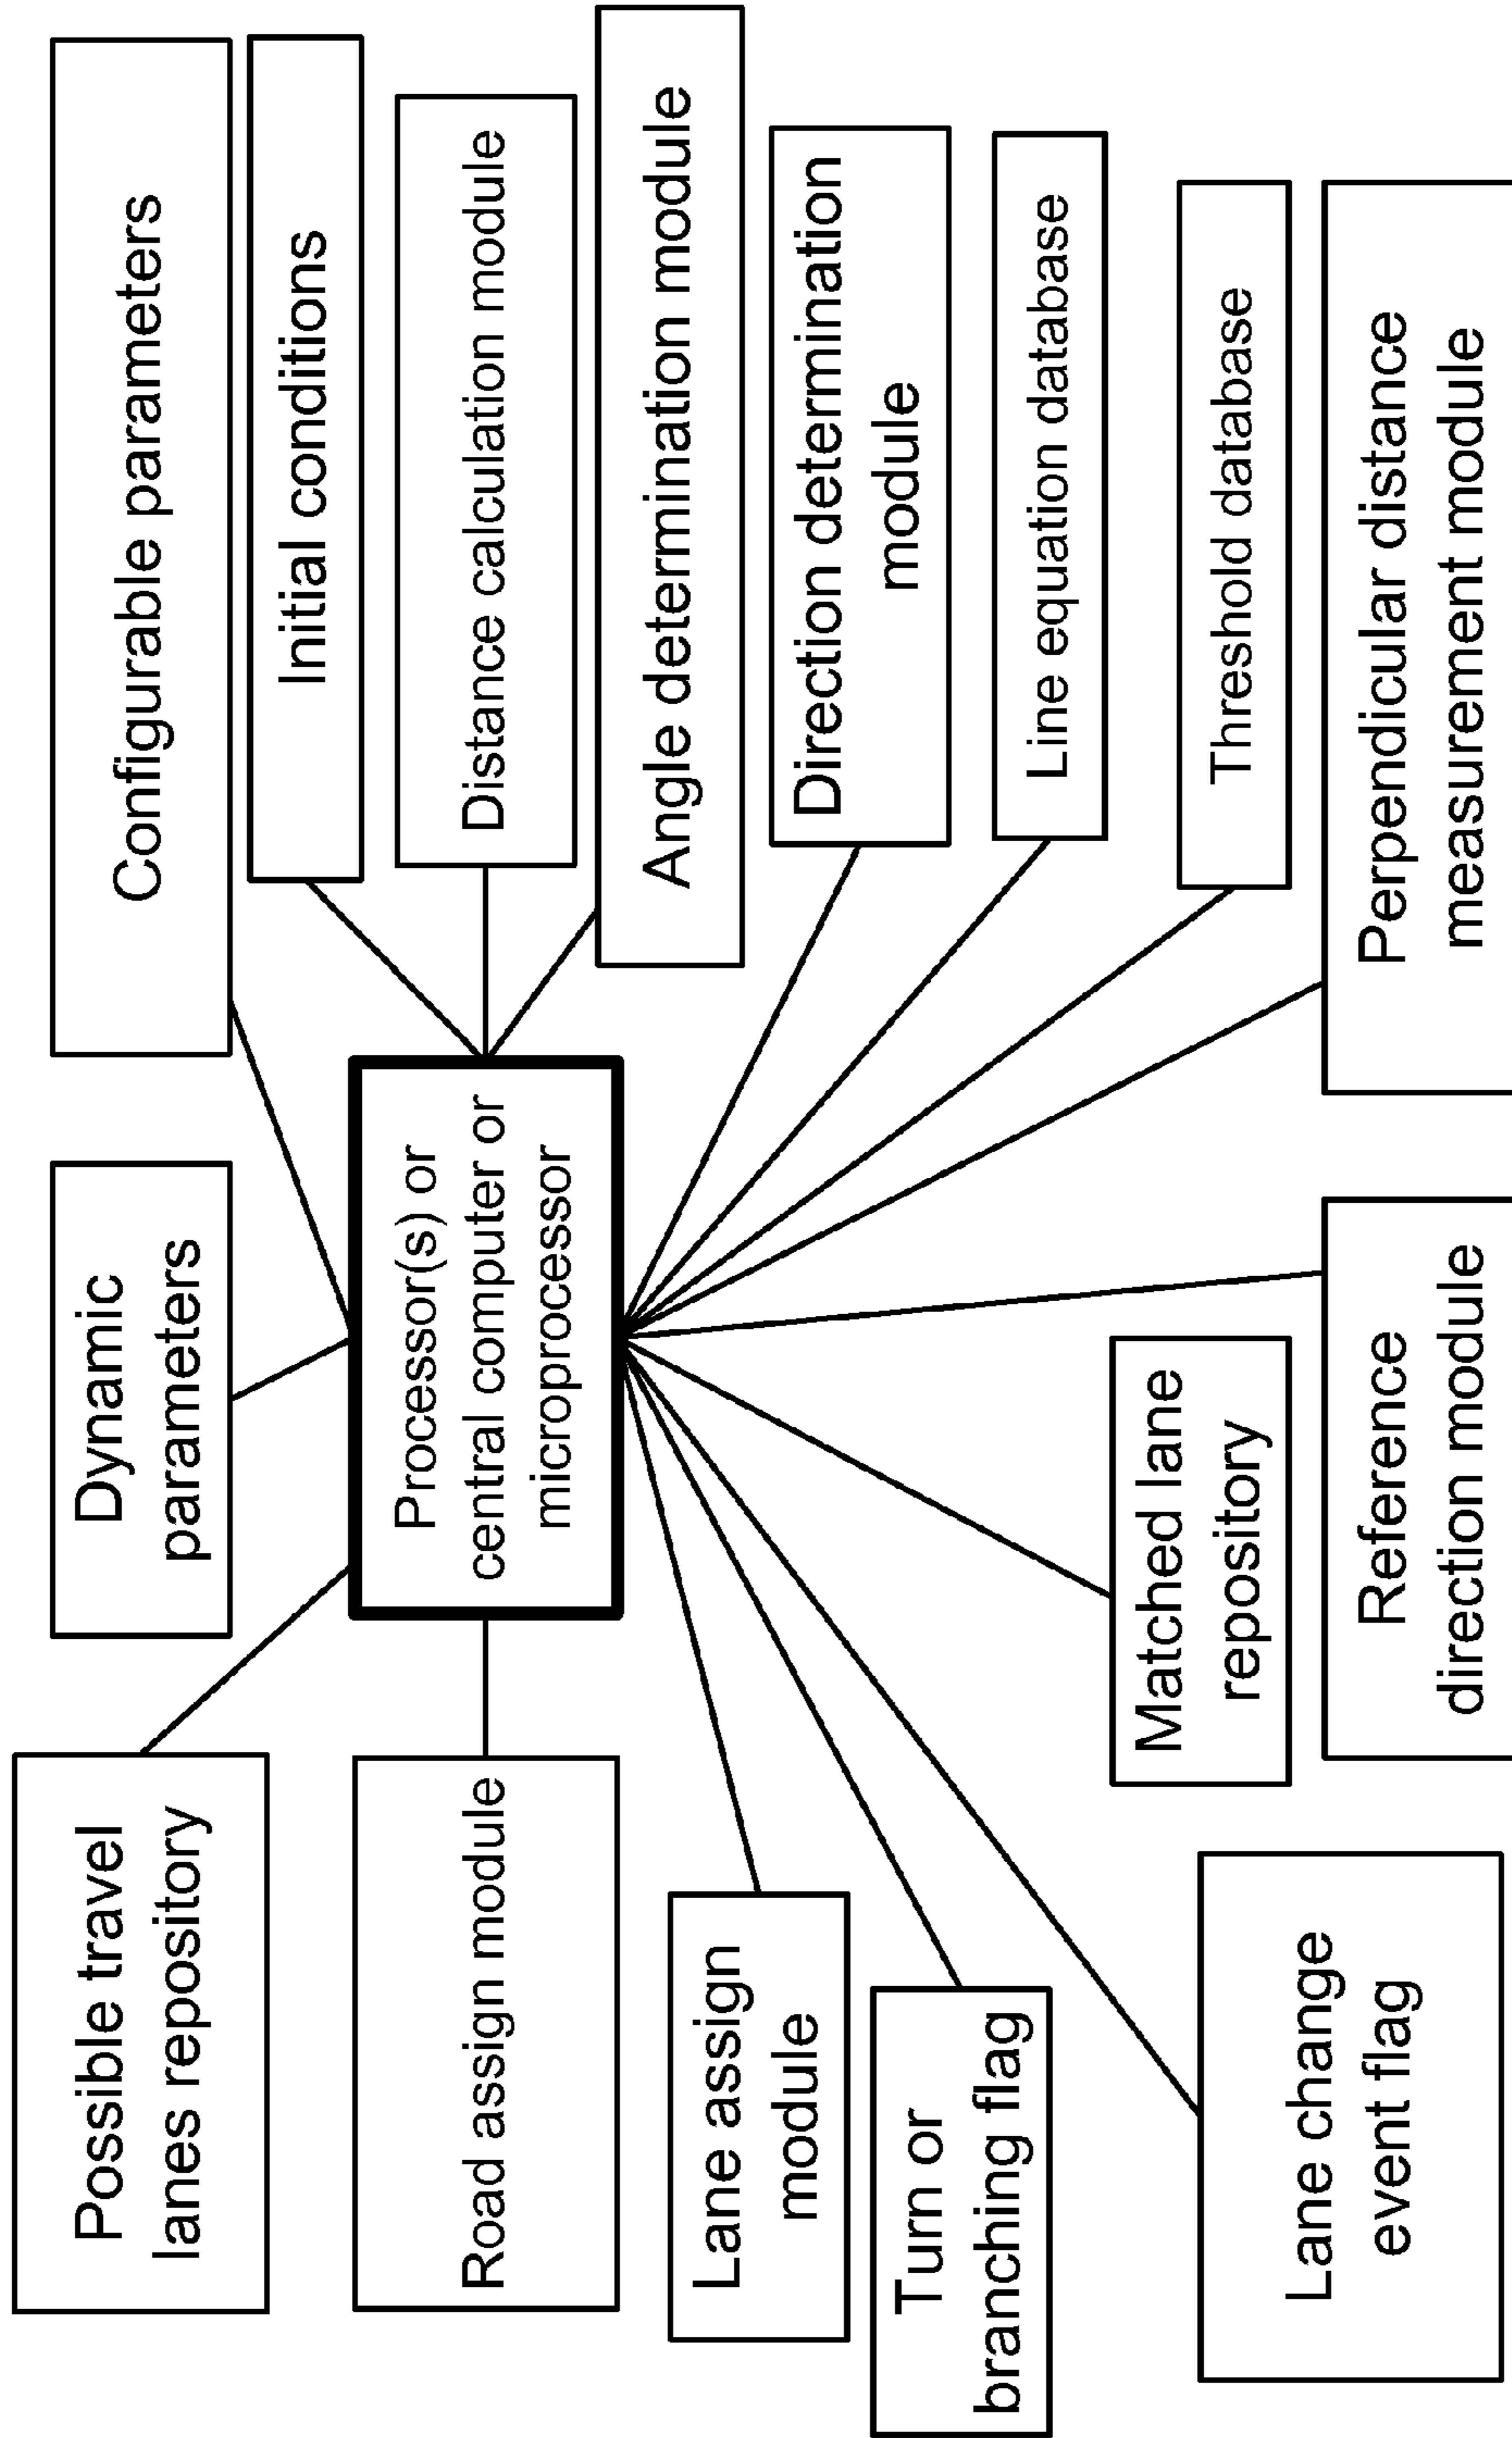 Possible travel
lanes repository
Dynamic
parameters
Configurable parameters
Initial conditions
Road assign module
Processor(s) or
central computer or
microprocessor
Distance calculation module
Angle determination module
Lane assign
module
Direction determination
module
Turn or
branching flag
Line equation database
Matched lane
repository
Threshold database
Lane change
event flag
Reference
direction module
Perpendicular distance
measurement module